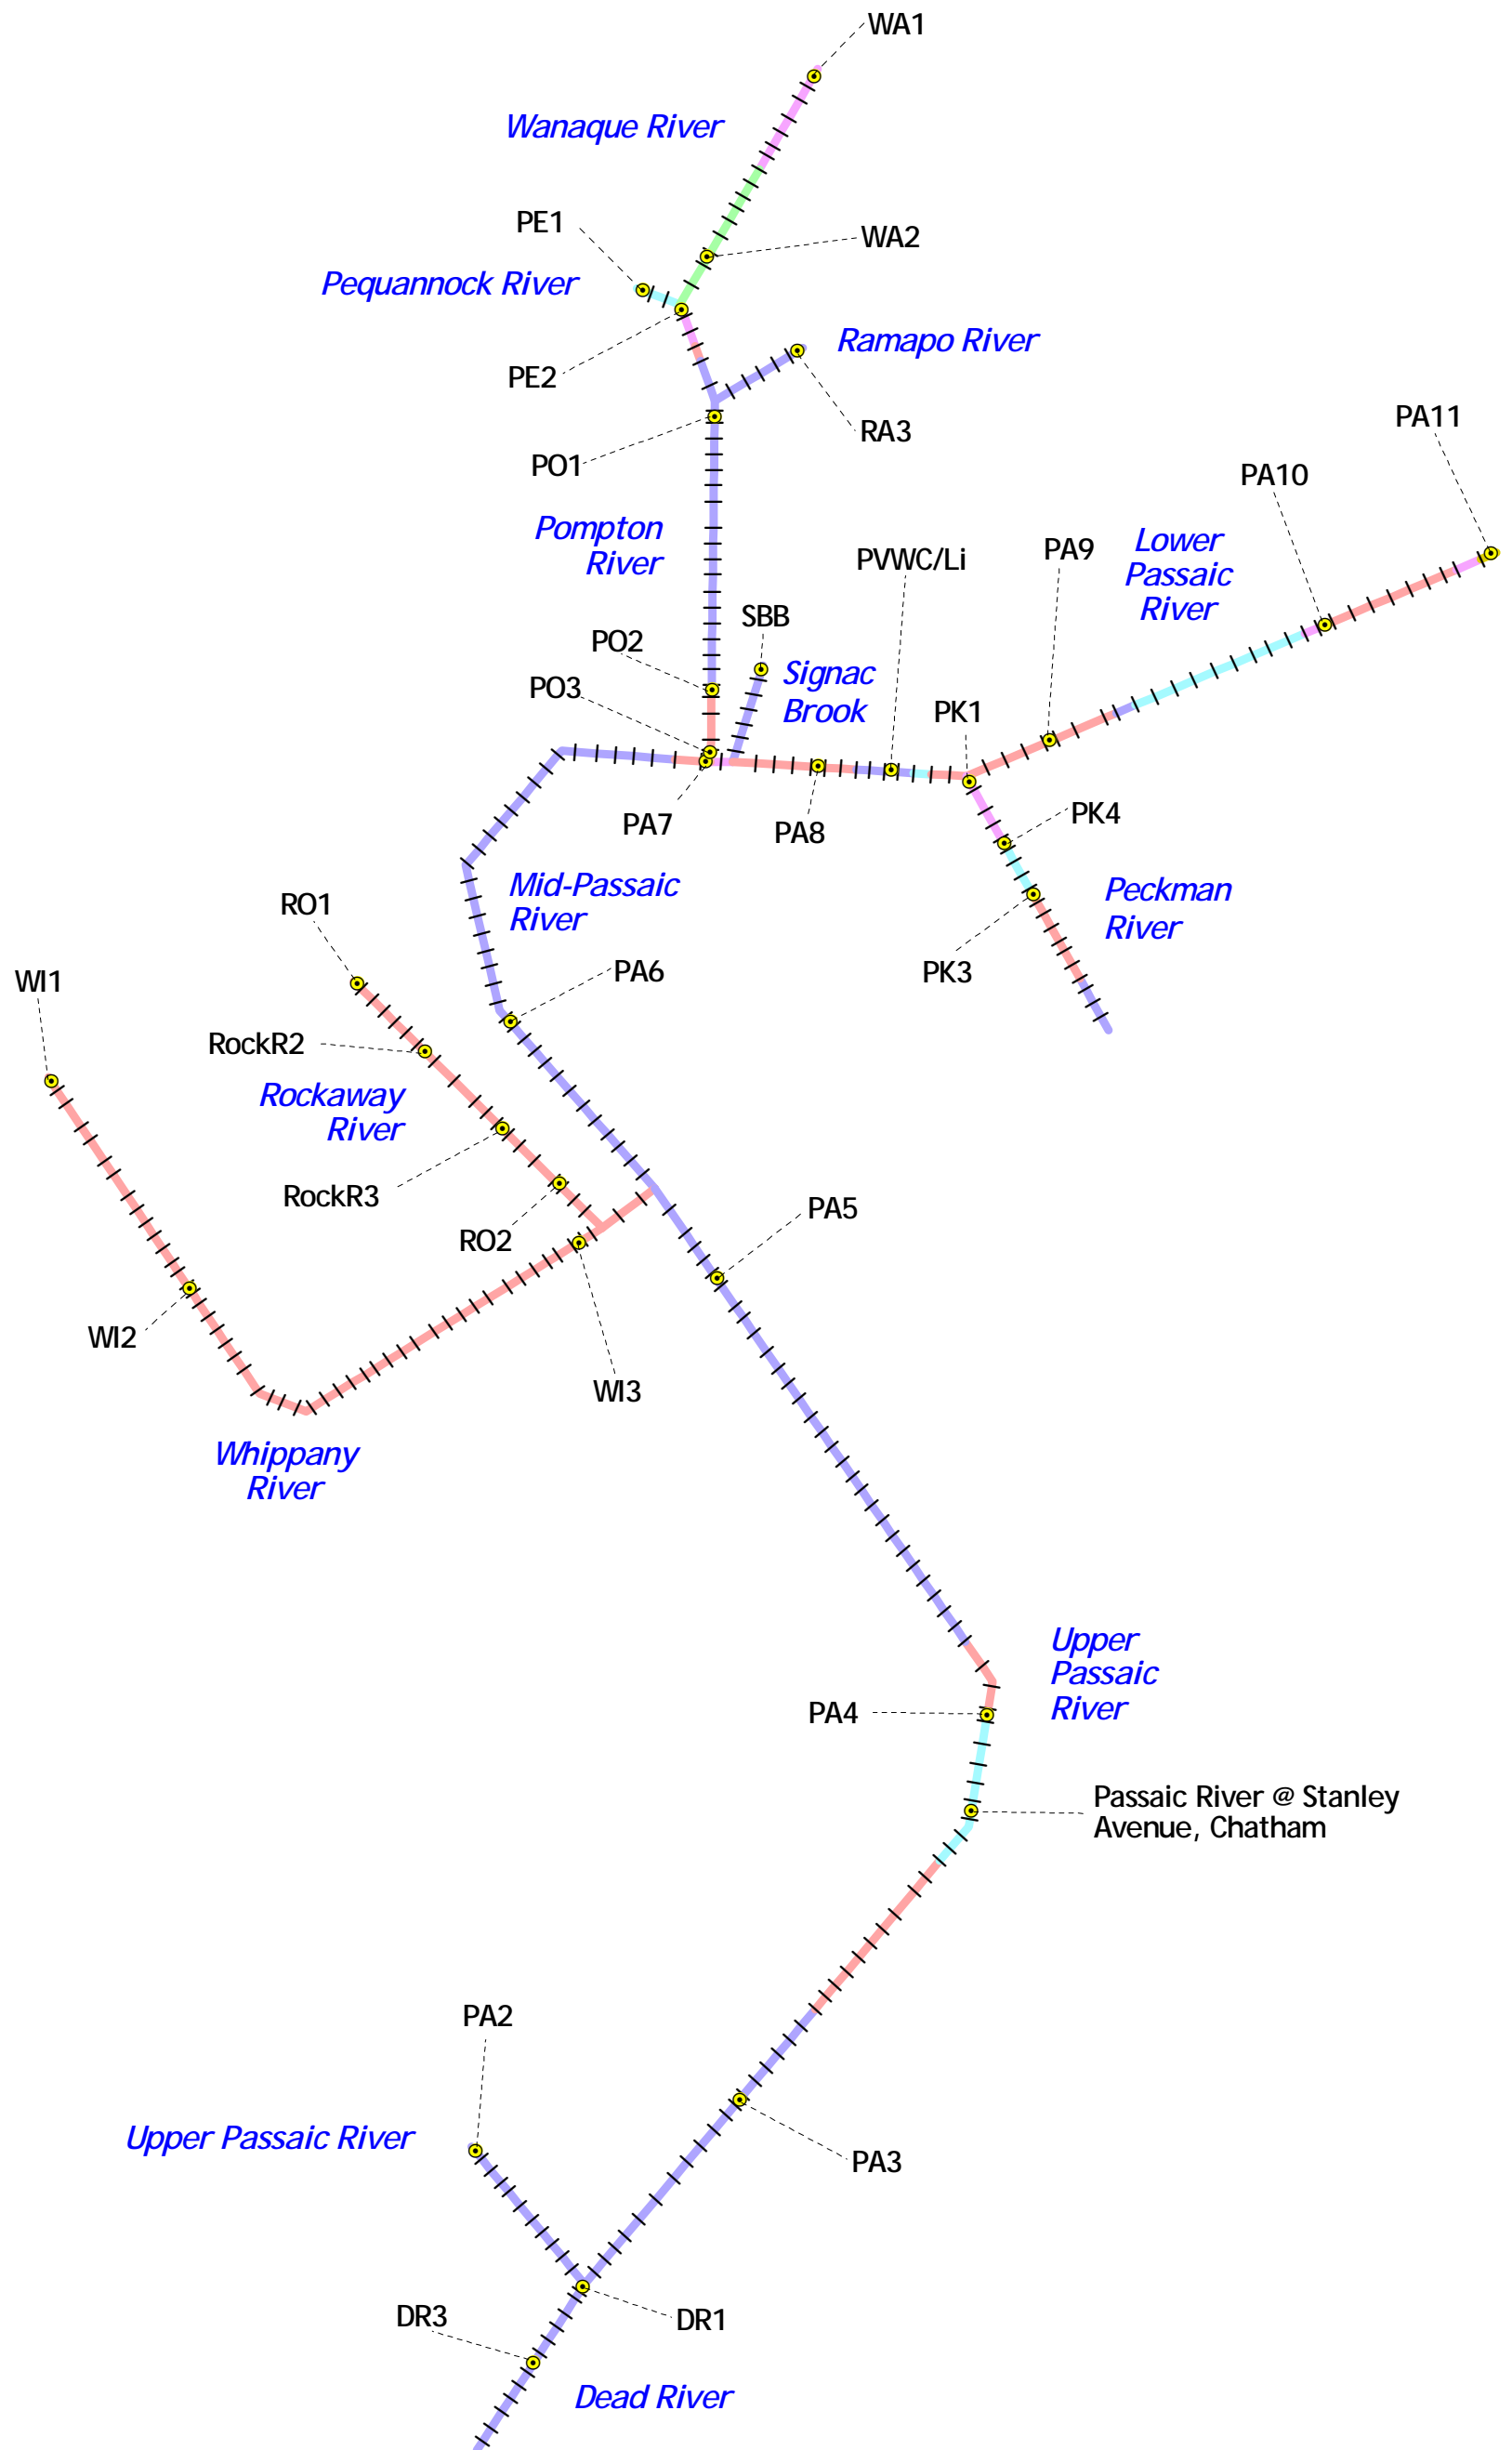 WA1
Wanaque River
PE1
WA2
Pequannock River
Ramapo River
PE2
RA3
PA11
PO1
PA10
Pompton
River
PVWC/Li
PA9
Lower
Passaic
River
SBB
PO2
Signac
Brook
PO3
PK1
PA7
PA8
PK4
Mid-Passaic
River
Peckman
River
RO1
PA6
PK3
WI1
RockR2
Rockaway
River
RockR3
PA5
RO2
WI2
WI3
Whippany
River
Upper
Passaic
River
PA4
Passaic River @ Stanley
Avenue, Chatham
PA2
Upper Passaic River
PA3
DR3
DR1
Dead River